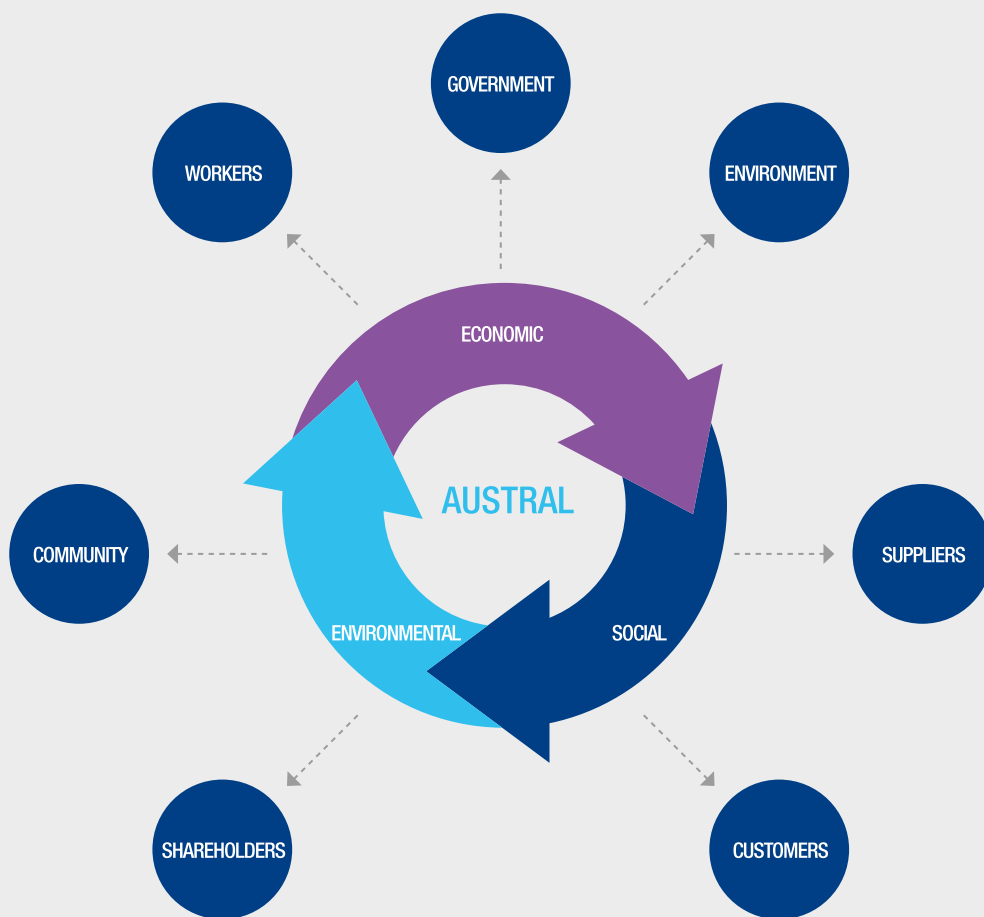 GOVERNMENT
WORKERS
ENVIRONMENT
ECONOMIC
AUSTRAL
COMMUNITY
SUPPLIERS
ENVIRONMENTAL
SOCIAL
SHAREHOLDERS
CUSTOMERS